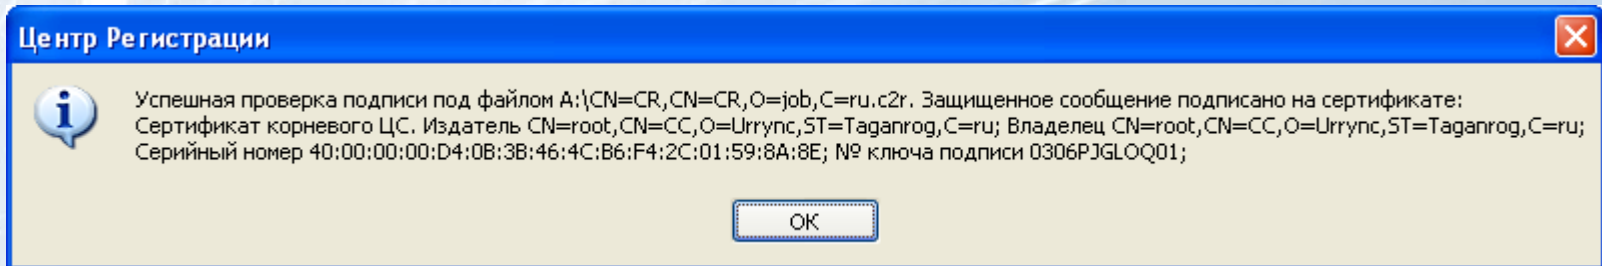 Центр Регистрации
Успешная проверка подписи под файлом A:\CN=CR,CN=CR,O=job,C=ru.c2r. Защищенное сообщение подписано на сертификате:
Сертификат корневого ЦС. Издатель CN=root,CN=CC,O=Urrync,ST=Taganrog,C=ru; Владелец CN=root,CN=CC,O=Urrync,ST=Taganrog,C=ru;
Серийный номер 40:00:00:00:D4:0B:3B:46:4C:B6:F4:2C:01:59:8A:8E; № ключа подписи 0306PJGLOQ01;
ОК